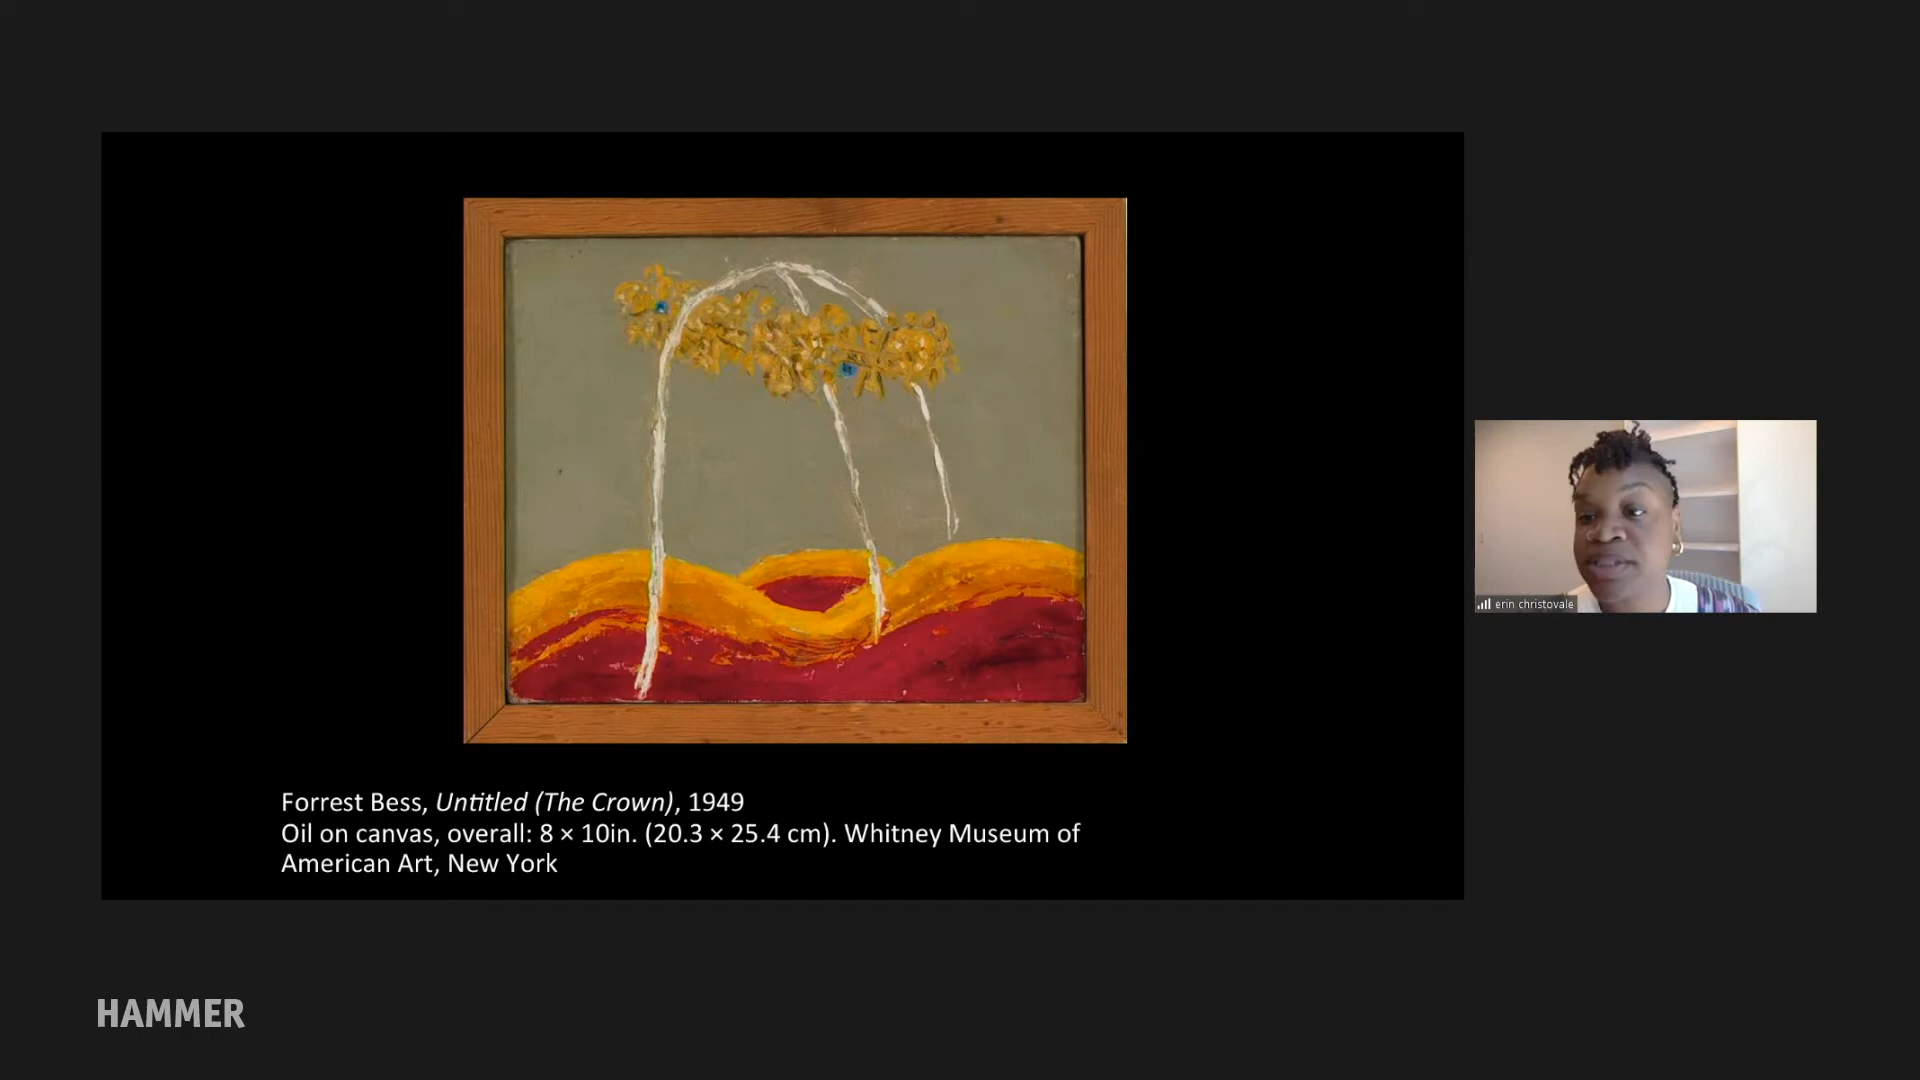 erin christovale
Forrest Bess, Untitled (The Crown), 1949
Oil on canvas, overall: 8 × 10in. (20.3 × 25.4 cm). Whitney Museum of
American Art, New York
HAMMER